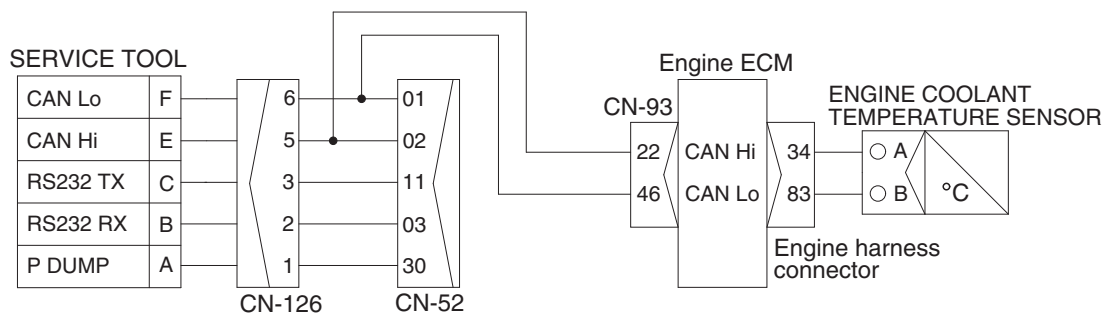 SERVICE TOOL
CAN Lo F 6 01
CAN Hi E 5 02
RS232 TX C 3 11
RS232 RX B 2 03
P DUMP A 1 30
CN-126 CN-52
Engine ECM
CN-93
22 CAN Hi 34
46 CAN Lo 83
Engine harness
connector
ENGINE COOLANT
TEMPERATURE SENSOR
A
B °C